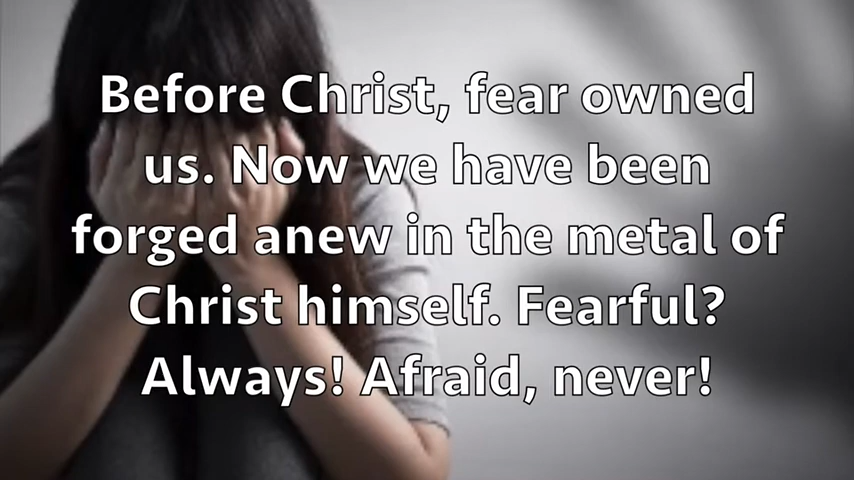 Before Christ, fear owned
us. Now we have been
forged anew in the metal of
Christ himself. Fearful?
Always! Afraid, never!